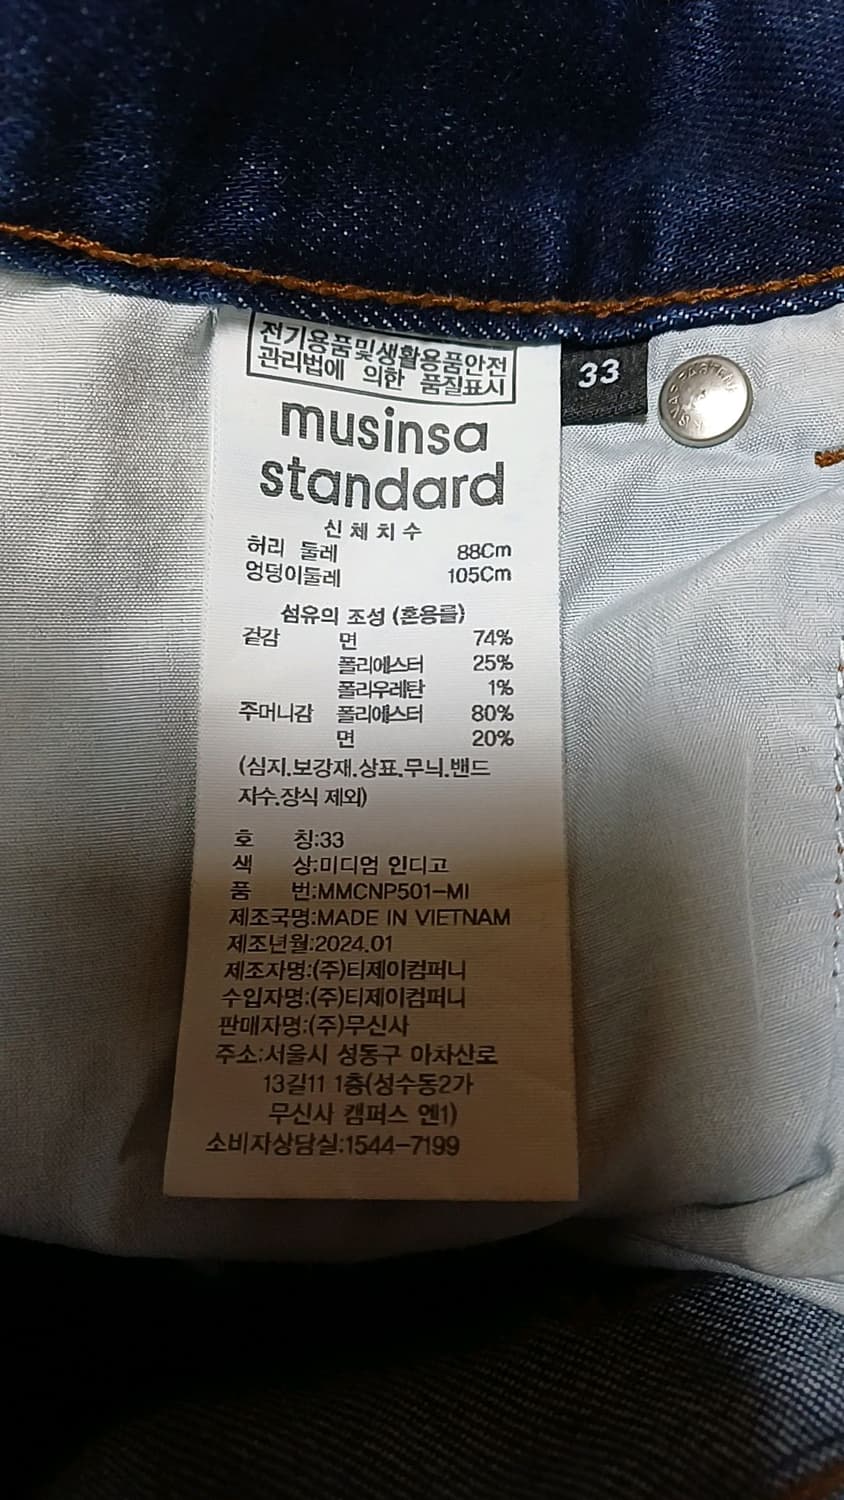 전기용품및생활용품안전
관리법에 의한 품질표시
33
musinsa
standard
신체치수
허리 둘레 88Cm
엉덩이둘레 105Cm
섬유의 조성 (혼용률)
겉감 면 74%
폴리에스터 25%
폴리우레탄 1%
주머니감 폴리에스터 80%
면 20%
(심지.보강재.상표.무늬.밴드
자수.장식 제외)
호 칭:33
색 상:미디엄 인디고
품 번:MMCNP501-MI
제조국명:MADE IN VIETNAM
제조년월:2024.01
제조자명:(주)티제이컴퍼니
수입자명:(주)티제이컴퍼니
판매자명:(주)무신사
주소:서울시 성동구 아차산로
13길11 1층(성수동2가
무신사 캠퍼스 엔1)
소비자상담실:1544-7199